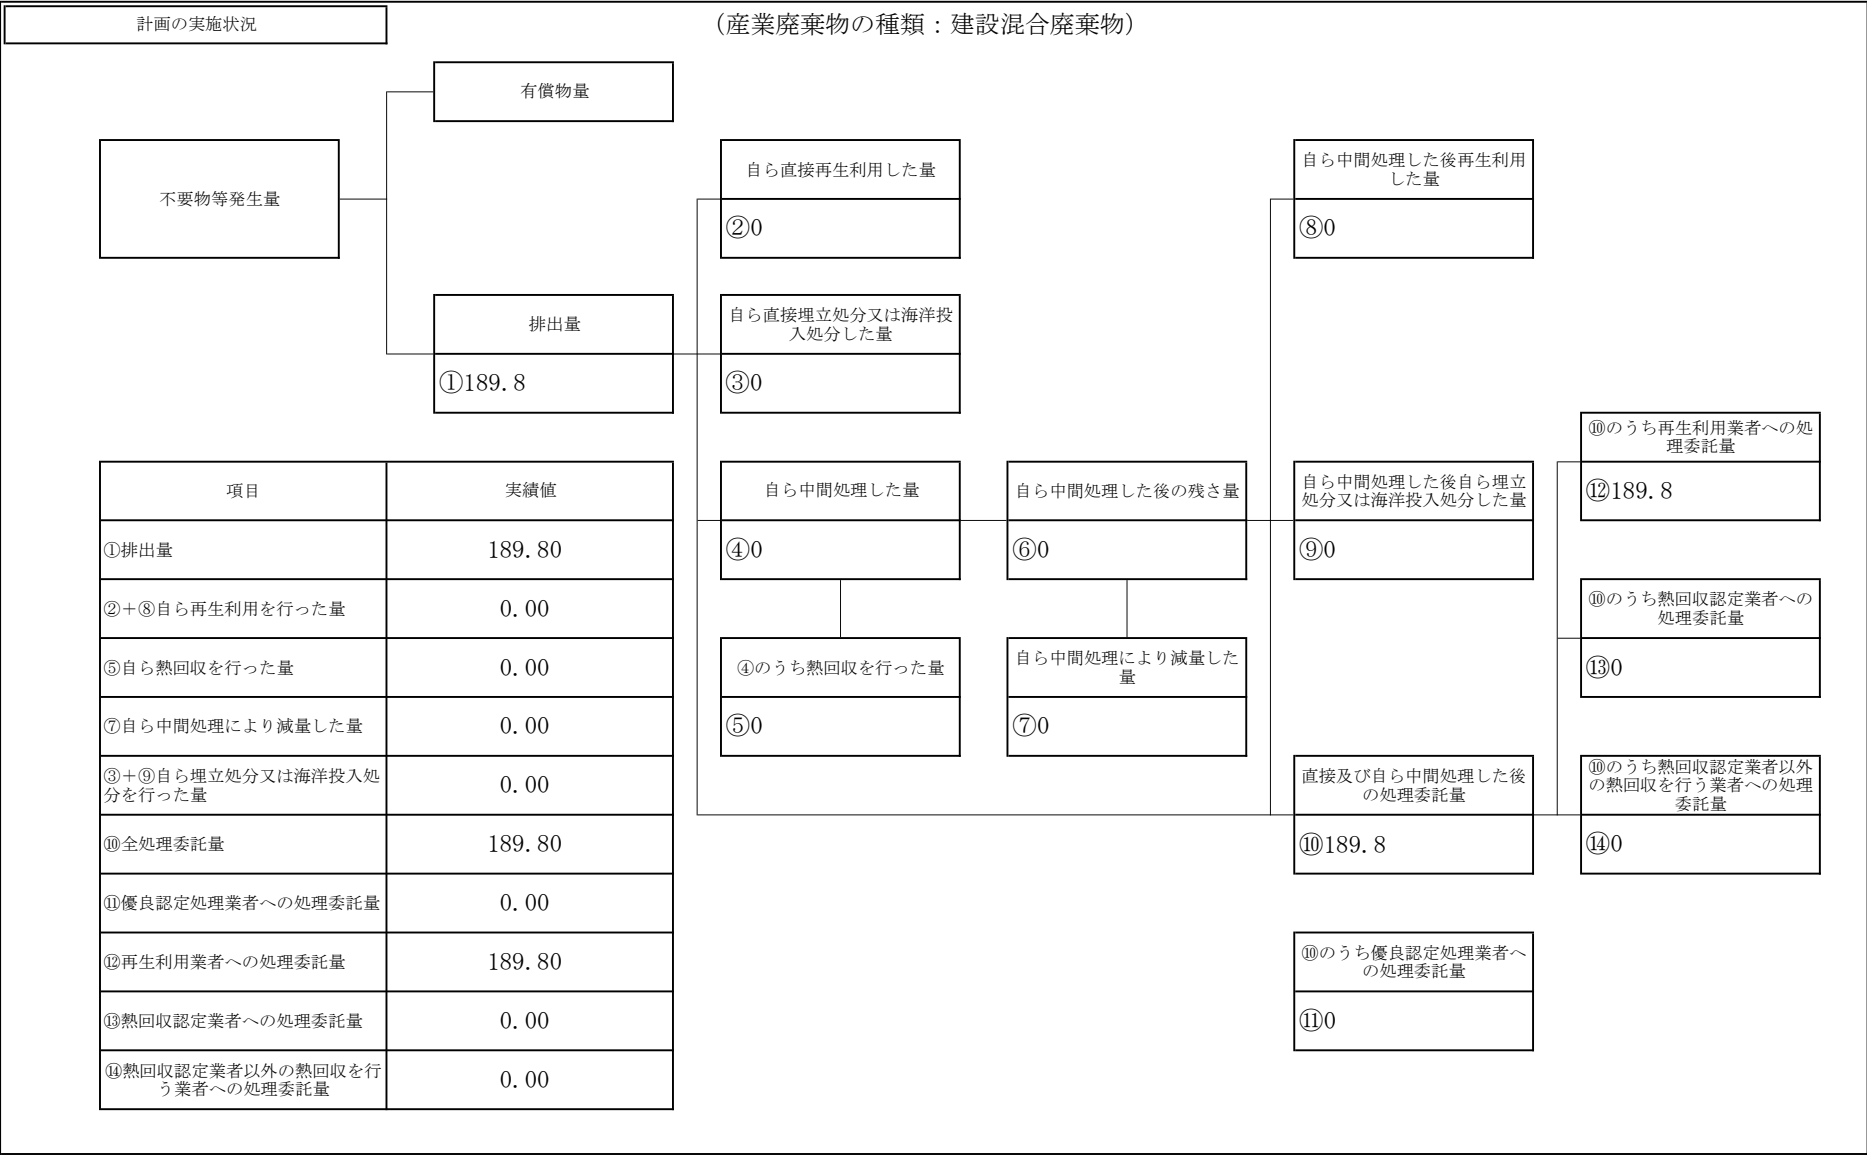 計画の実施状況
（産業廃棄物の種類：建設混合廃棄物）
有償物量
不要物等発生量
排出量
①189.8
自ら直接再生利用した量
②0
自ら直接埋立処分又は海洋投
入処分した量
③0
自ら中間処理した後再生利用
した量
⑧0
項目
実績値
①排出量
189.80
②＋⑧自ら再生利用を行った量
0.00
⑤自ら熱回収を行った量
0.00
⑦自ら中間処理により減量した量
0.00
③＋⑨自ら埋立処分又は海洋投入処
分を行った量
0.00
⑩全処理委託量
189.80
⑪優良認定処理業者への処理委託量
0.00
⑫再生利用業者への処理委託量
189.80
⑬熱回収認定業者への処理委託量
0.00
⑭熱回収認定業者以外の熱回収を行
う業者への処理委託量
0.00
自ら中間処理した量
④0
④のうち熱回収を行った量
⑤0
自ら中間処理した後の残さ量
⑥0
自ら中間処理により減量した
量
⑦0
自ら中間処理した後自ら埋立
処分又は海洋投入処分した量
⑨0
直接及び自ら中間処理した後
の処理委託量
⑩189.8
⑩のうち優良認定処理業者へ
の処理委託量
⑪0
⑩のうち再生利用業者への処
理委託量
⑫189.8
⑩のうち熱回収認定業者への
処理委託量
⑬0
⑩のうち熱回収認定業者以外
の熱回収を行う業者への処理
委託量
⑭0